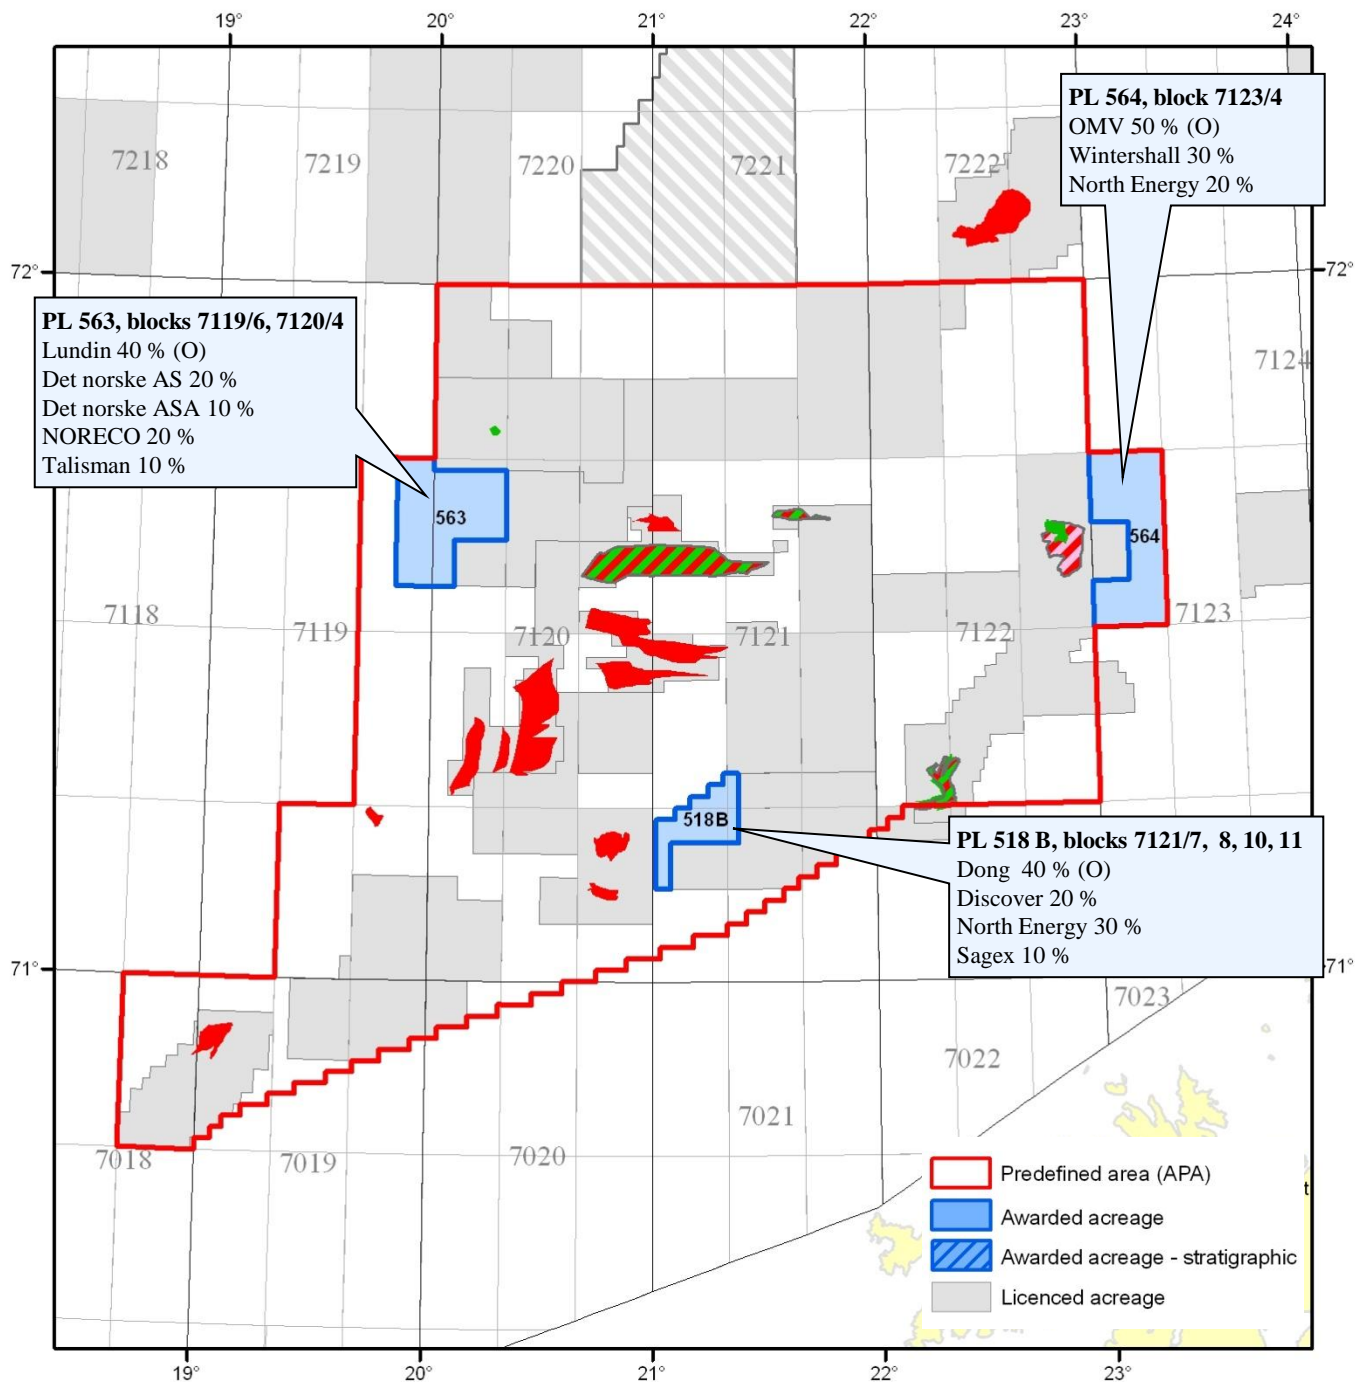 19° 20° 21° 22° 23° 24°
PL 564, block 7123/4
OMV 50 % (O)
Wintershall 30 %
North Energy 20 %
7218 7219 7220 7221 7222
72° 72°
PL 563, blocks 7119/6, 7120/4
Lundin 40 % (O)
Det norske AS 20 %
Det norske ASA 10 %
NORECO 20 %
Talisman 10 %
7124
563
564
7118 7119 7120 7121 7122 7123
518B
PL 518 B, blocks 7121/7, 8, 10, 11
Dong 40 % (O)
Discover 20 %
North Energy 30 %
Sagex 10 %
71° 71°
7023
7022
7021
7018 7019 7020
Predefined area (APA)
t
Awarded acreage
Awarded acreage - stratigraphic
Licenced acreage
19° 20° 21° 22° 23°